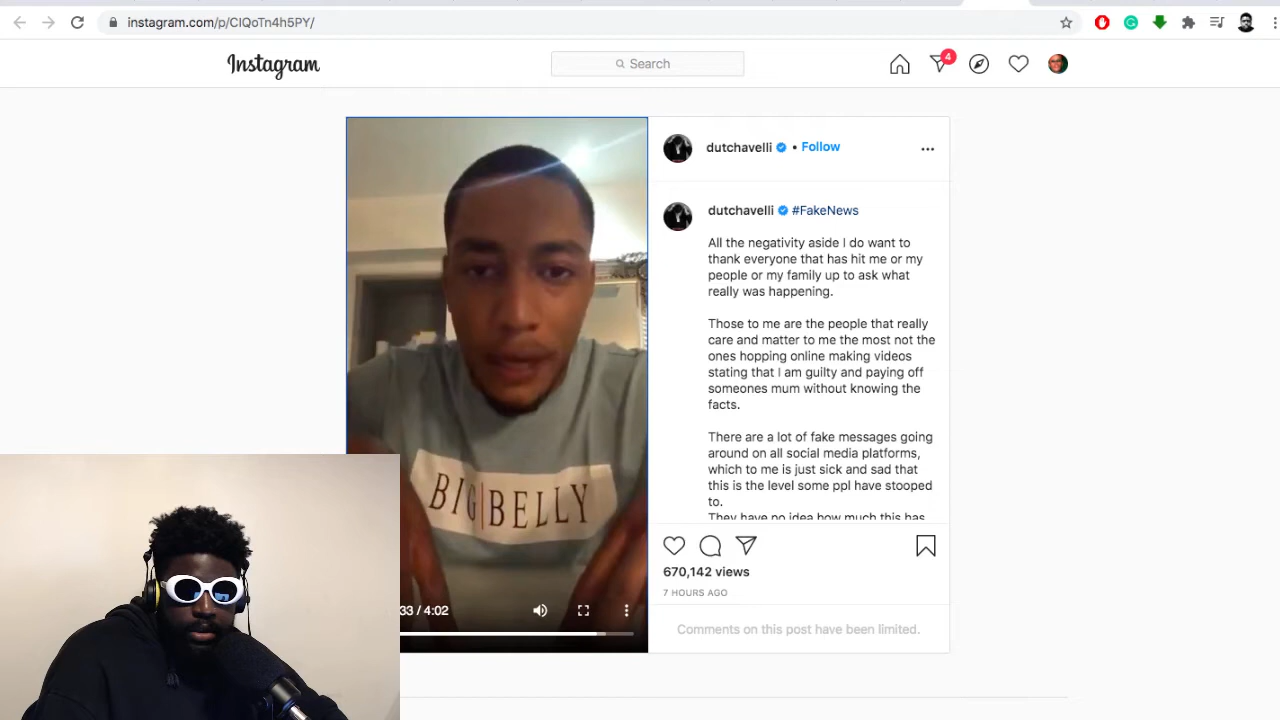 instagram.com/p/CIQoTn4h5PY/
Instagram
Search
4
dutchavelli • Follow
dutchavelli #FakeNews
All the negativity aside I do want to
thank everyone that has hit me or my
people or my family up to ask what
really was happening.
Those to me are the people that really
care and matter to me the most not the
ones hopping online making videos
stating that I am guilty and paying off
someones mum without knowing the
facts.
There are a lot of fake messages going
around on all social media platforms,
which to me is just sick and sad that
this is the level some ppl have stooped
to.
They have no idea how much this has
BIG|BELLY
33 / 4:02
670,142 views
7 HOURS AGO
Comments on this post have been limited.